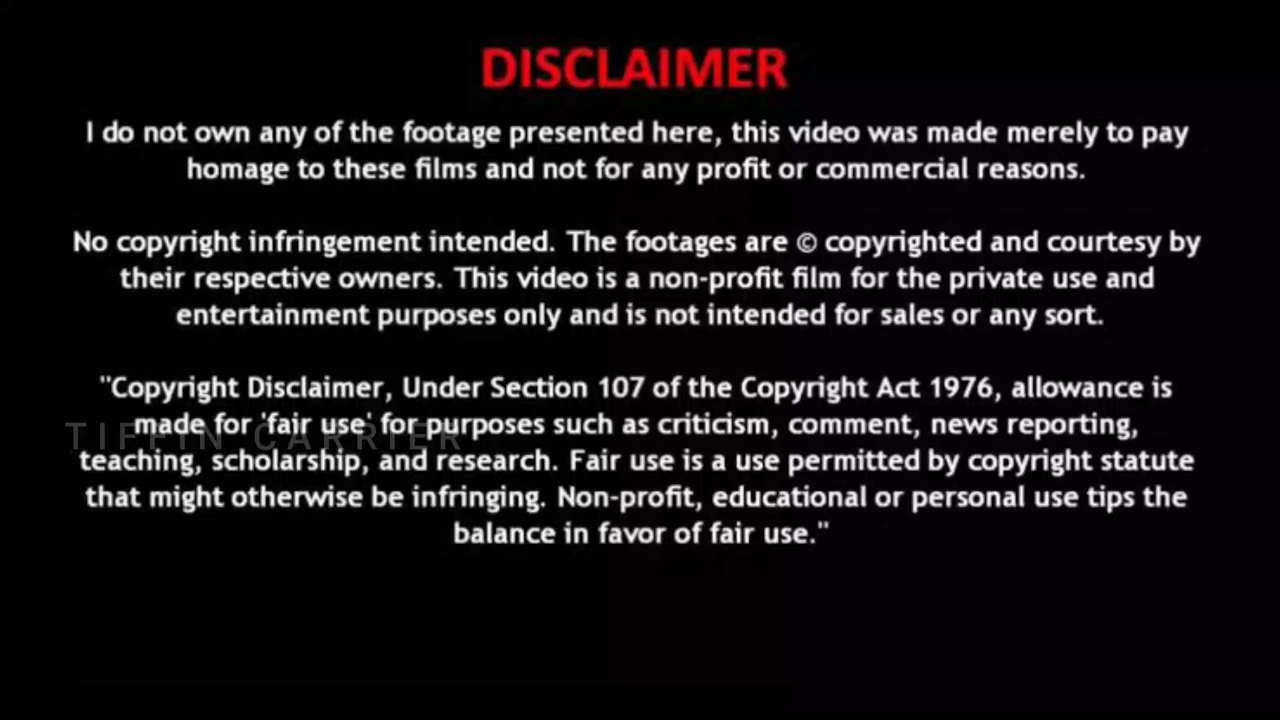 DISCLAIMER
I do not own any of the footage presented here, this video was made merely to pay
homage to these films and not for any profit or commercial reasons.
No copyright infringement intended. The footages are © copyrighted and courtesy by
their respective owners. This video is a non-profit film for the private use and
entertainment purposes only and is not intended for sales or any sort.
"Copyright Disclaimer, Under Section 107 of the Copyright Act 1976, allowance is
made for 'fair use' for purposes such as criticism, comment, news reporting,
TIFFIN CARRIER
teaching, scholarship, and research. Fair use is a use permitted by copyright statute
that might otherwise be infringing. Non-profit, educational or personal use tips the
balance in favor of fair use."